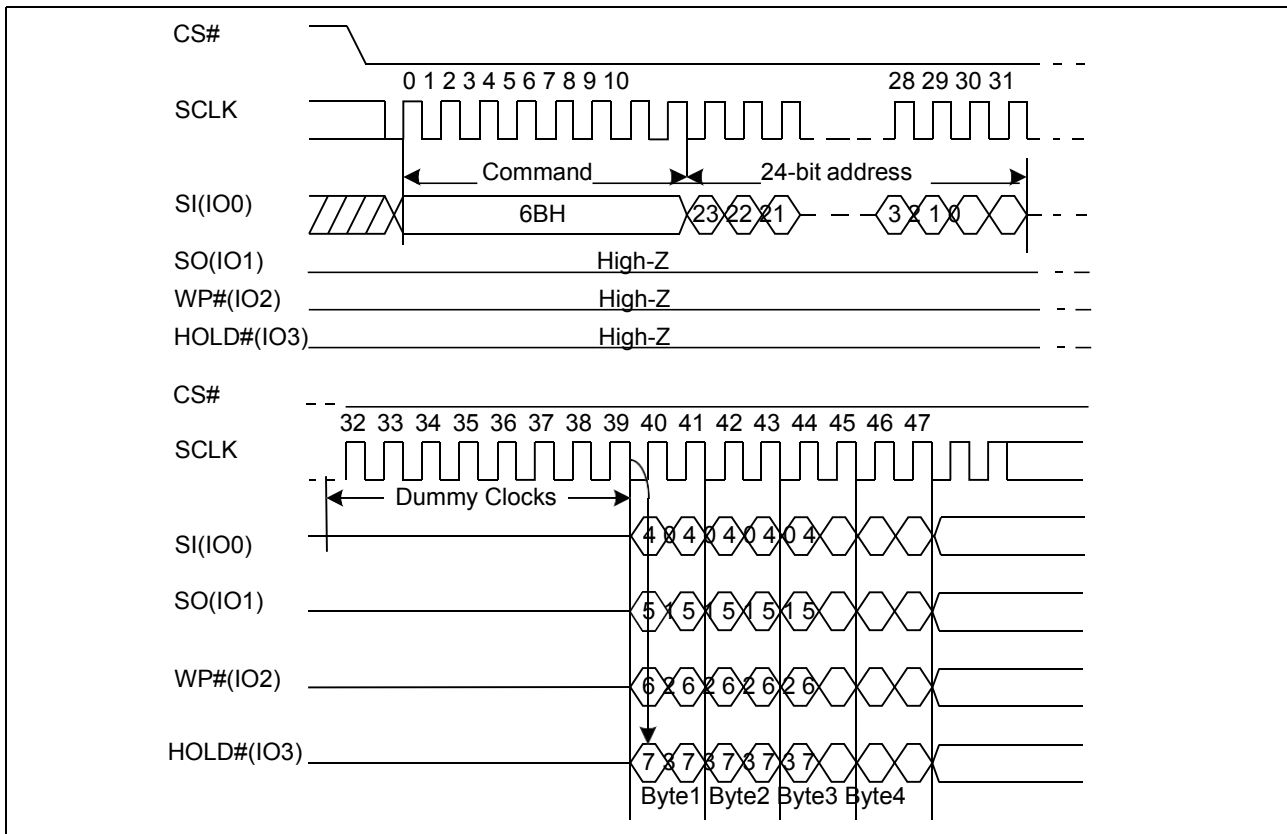 CS#
0 1 2 3 4 5 6 7 8 9 10 28 29 30 31
SCLK
Command 24-bit address
SI(IO0) 6BH 23 22 21 3 2 1 0
SO(IO1) High-Z
WP#(IO2) High-Z
HOLD#(IO3) High-Z
CS#
32 33 34 35 36 37 38 39 40 41 42 43 44 45 46 47
SCLK
Dummy Clocks
SI(IO0) 4 0 4 0 4 0 4 0 4
SO(IO1) 5 1 5 1 5 1 5 1 5
WP#(IO2) 6 2 6 2 6 2 6 2 6
HOLD#(IO3) 7 3 7 3 7 3 7 3 7
Byte1 Byte2 Byte3 Byte4